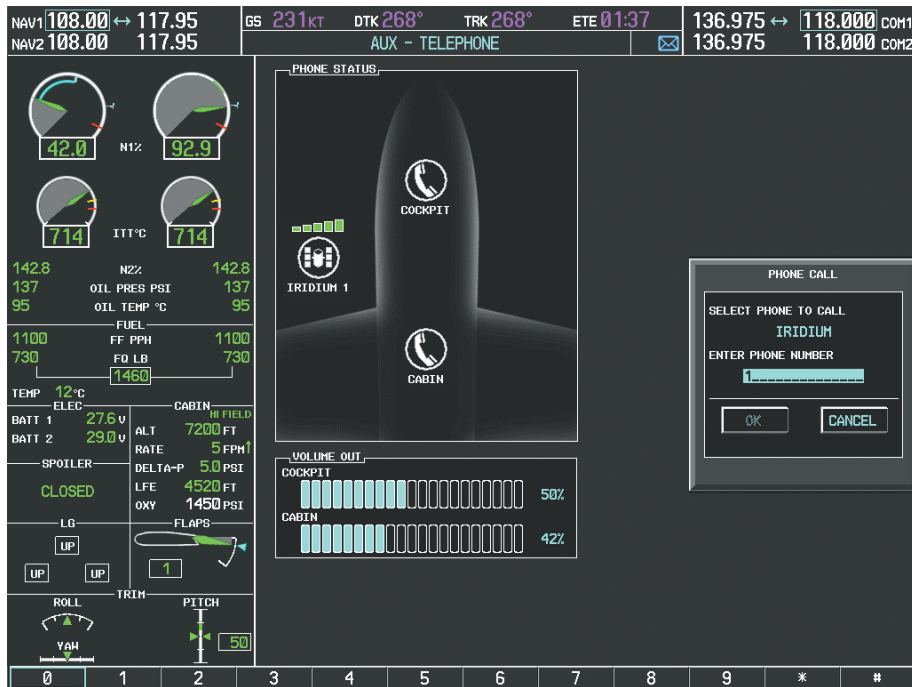 NAV1 108.00 ↔ 117.95
NAV2 108.00 117.95
GS 231KT DTK 268° TRK 268° ETE 01:37
AUX - TELEPHONE
136.975 ↔ 118.000 COM1
136.975 118.000 COM2
42.0 N1% 92.9
714 ITT°C 714
142.8 N2% 142.8
137 OIL PRES PSI 137
95 OIL TEMP °C 95
FUEL
1100 FF PPH 1100
730 FQ LB 730
1460
TEMP 12°C
ELEC
BATT 1 27.6 V
BATT 2 29.0 V
SPOILER
CLOSED
CABIN
HI FIELD
ALT 7200 FT
RATE 5 FPM↑
DELTA-P 5.0 PSI
LFE 4520 FT
OXY 1450 PSI
LG
UP
UP UP
FLAPS
1
TRIM
ROLL
YAW
PITCH
50
PHONE STATUS
COCKPIT
IRIDIUM 1
CABIN
VOLUME OUT
COCKPIT
50%
CABIN
42%
PHONE CALL
SELECT PHONE TO CALL
IRIDIUM
ENTER PHONE NUMBER
1______________
OK CANCEL
0 1 2 3 4 5 6 7 8 9 * #